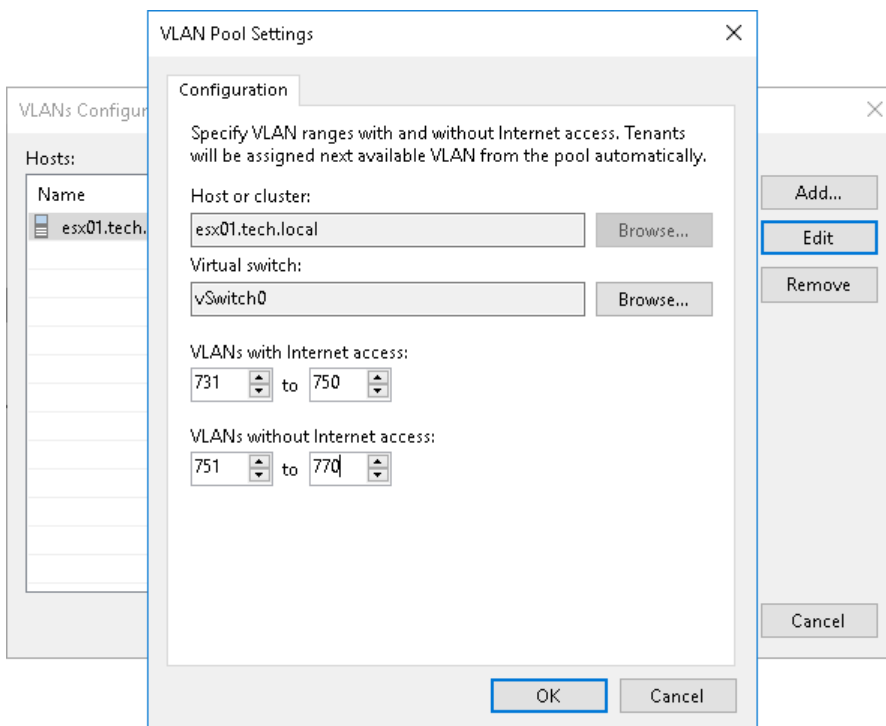 VLAN Pool Settings
VLANs Configur
Hosts:
Name
esx01.tech.
Configuration
Specify VLAN ranges with and without Internet access. Tenants
will be assigned next available VLAN from the pool automatically.
Host or cluster:
esx01.tech.local
Browse...
Virtual switch:
vSwitch0
Browse...
VLANs with Internet access:
731 to 750
VLANs without Internet access:
751 to 770
OK
Cancel
Add...
Edit
Remove
Cancel